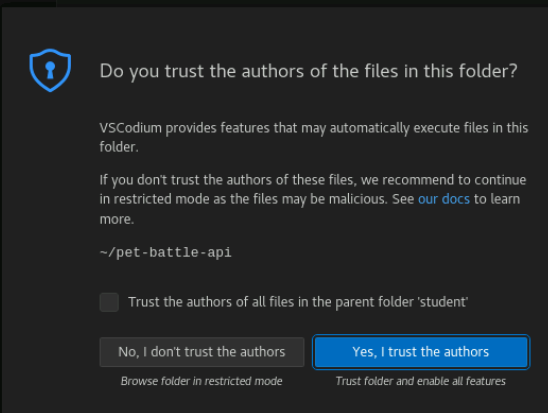 Do you trust the authors of the files in this folder?
VSCodium provides features that may automatically execute files in this
folder.
If you don't trust the authors of these files, we recommend to continue
in restricted mode as the files may be malicious. See our docs to learn
more.
~/pet-battle-api
Trust the authors of all files in the parent folder 'student'
No, I don't trust the authors
Yes, I trust the authors
Browse folder in restricted mode
Trust folder and enable all features